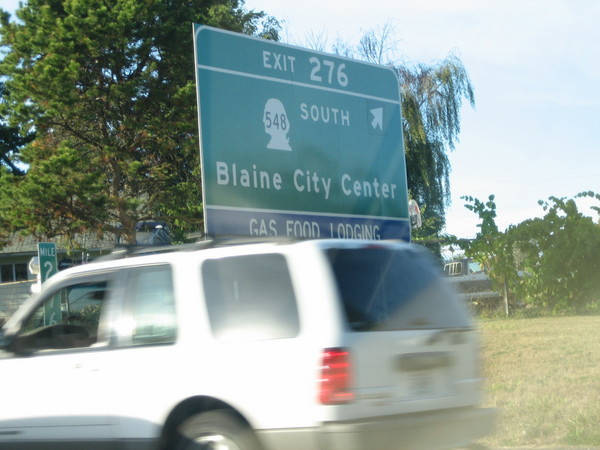 EXIT 276
548 SOUTH
Blaine City Center
GAS FOOD LODGING
MILE
2